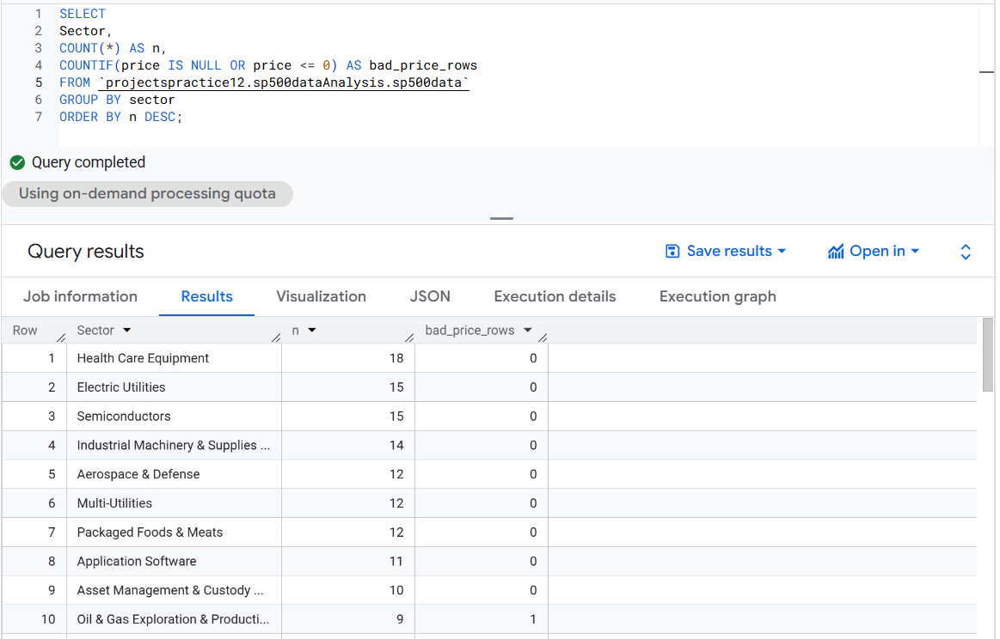 1 SELECT
2 Sector,
3 COUNT(*) AS n,
4 COUNTIF(price IS NULL OR price <= 0) AS bad_price_rows
5 FROM `projectspractice12.sp500dataAnalysis.sp500data`
6 GROUP BY sector
7 ORDER BY n DESC;
Query completed
Using on-demand processing quota
Query results Save results Open in
Job information Results Visualization JSON Execution details Execution graph
Row Sector n bad_price_rows
1 Health Care Equipment 18 0
2 Electric Utilities 15 0
3 Semiconductors 15 0
4 Industrial Machinery & Supplies ... 14 0
5 Aerospace & Defense 12 0
6 Multi-Utilities 12 0
7 Packaged Foods & Meats 12 0
8 Application Software 11 0
9 Asset Management & Custody ... 10 0
10 Oil & Gas Exploration & Producti... 9 1